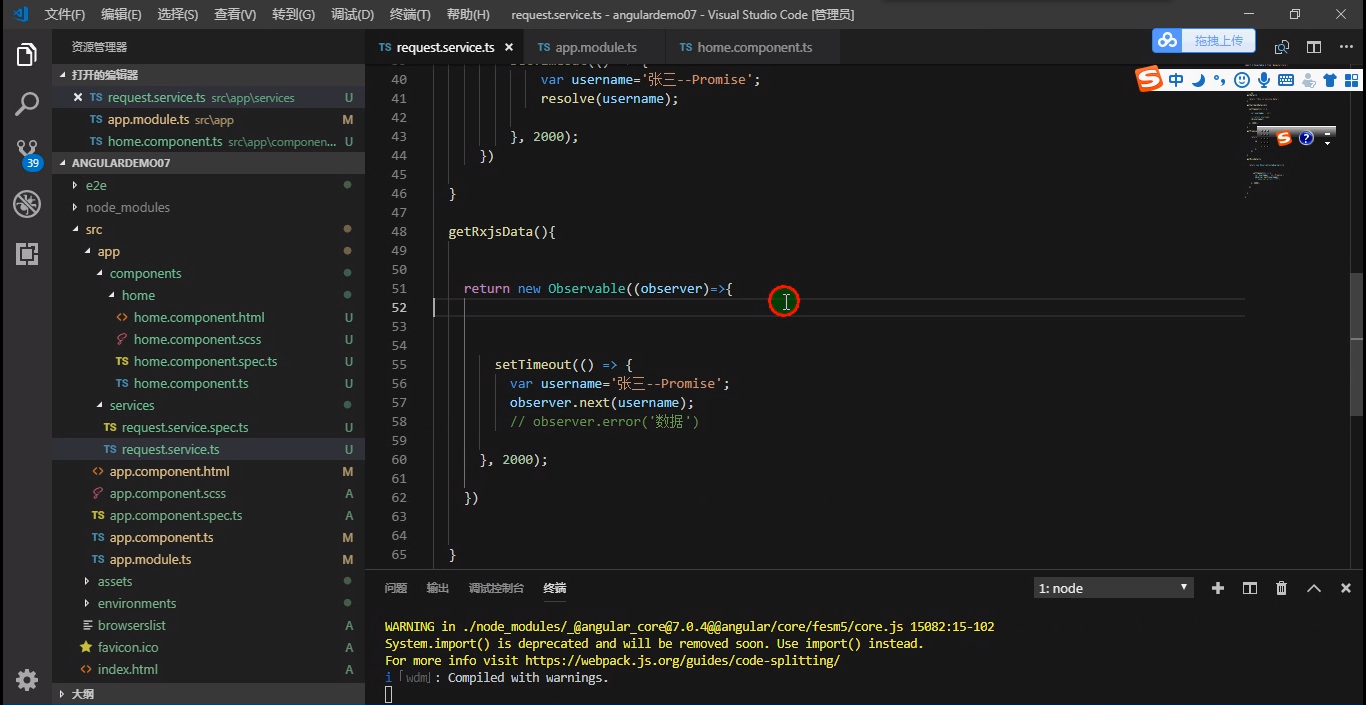 文件(F) 编辑(E) 选择(S) 查看(V) 转到(G) 调试(D) 终端(T) 帮助(H) request.service.ts - angulardemo07 - Visual Studio Code [管理员]
资源管理器
TS request.service.ts × TS app.module.ts TS home.component.ts
拖拽上传
中
打开的编辑器
× TS request.service.ts src\app\services U
TS app.module.ts src\app M
TS home.component.ts src\app\componen... U
39
ANGULARDEMO07
e2e
node_modules
src
app
components
home
home.component.html U
home.component.scss U
TS home.component.spec.ts U
TS home.component.ts U
services
TS request.service.spec.ts U
TS request.service.ts U
app.component.html M
app.component.scss A
TS app.component.spec.ts A
TS app.component.ts M
TS app.module.ts M
assets
environments
browserslist A
favicon.ico A
index.html A
大纲
40 var username='张三--Promise';
41 resolve(username);
42
43 }, 2000);
44 })
45
46 }
47
48 getRxjsData(){
49
50
51 return new Observable((observer)=>{
52
53
54
55 setTimeout(() => {
56 var username='张三--Promise';
57 observer.next(username);
58 // observer.error('数据')
59
60 }, 2000);
61
62 })
63
64
65 }
问题 输出 调试控制台 终端 1: node
WARNING in ./node_modules/_@angular_core@7.0.4@@angular/core/fesm5/core.js 15082:15-102
System.import() is deprecated and will be removed soon. Use import() instead.
For more info visit https://webpack.js.org/guides/code-splitting/
i ｢wdm｣: Compiled with warnings.